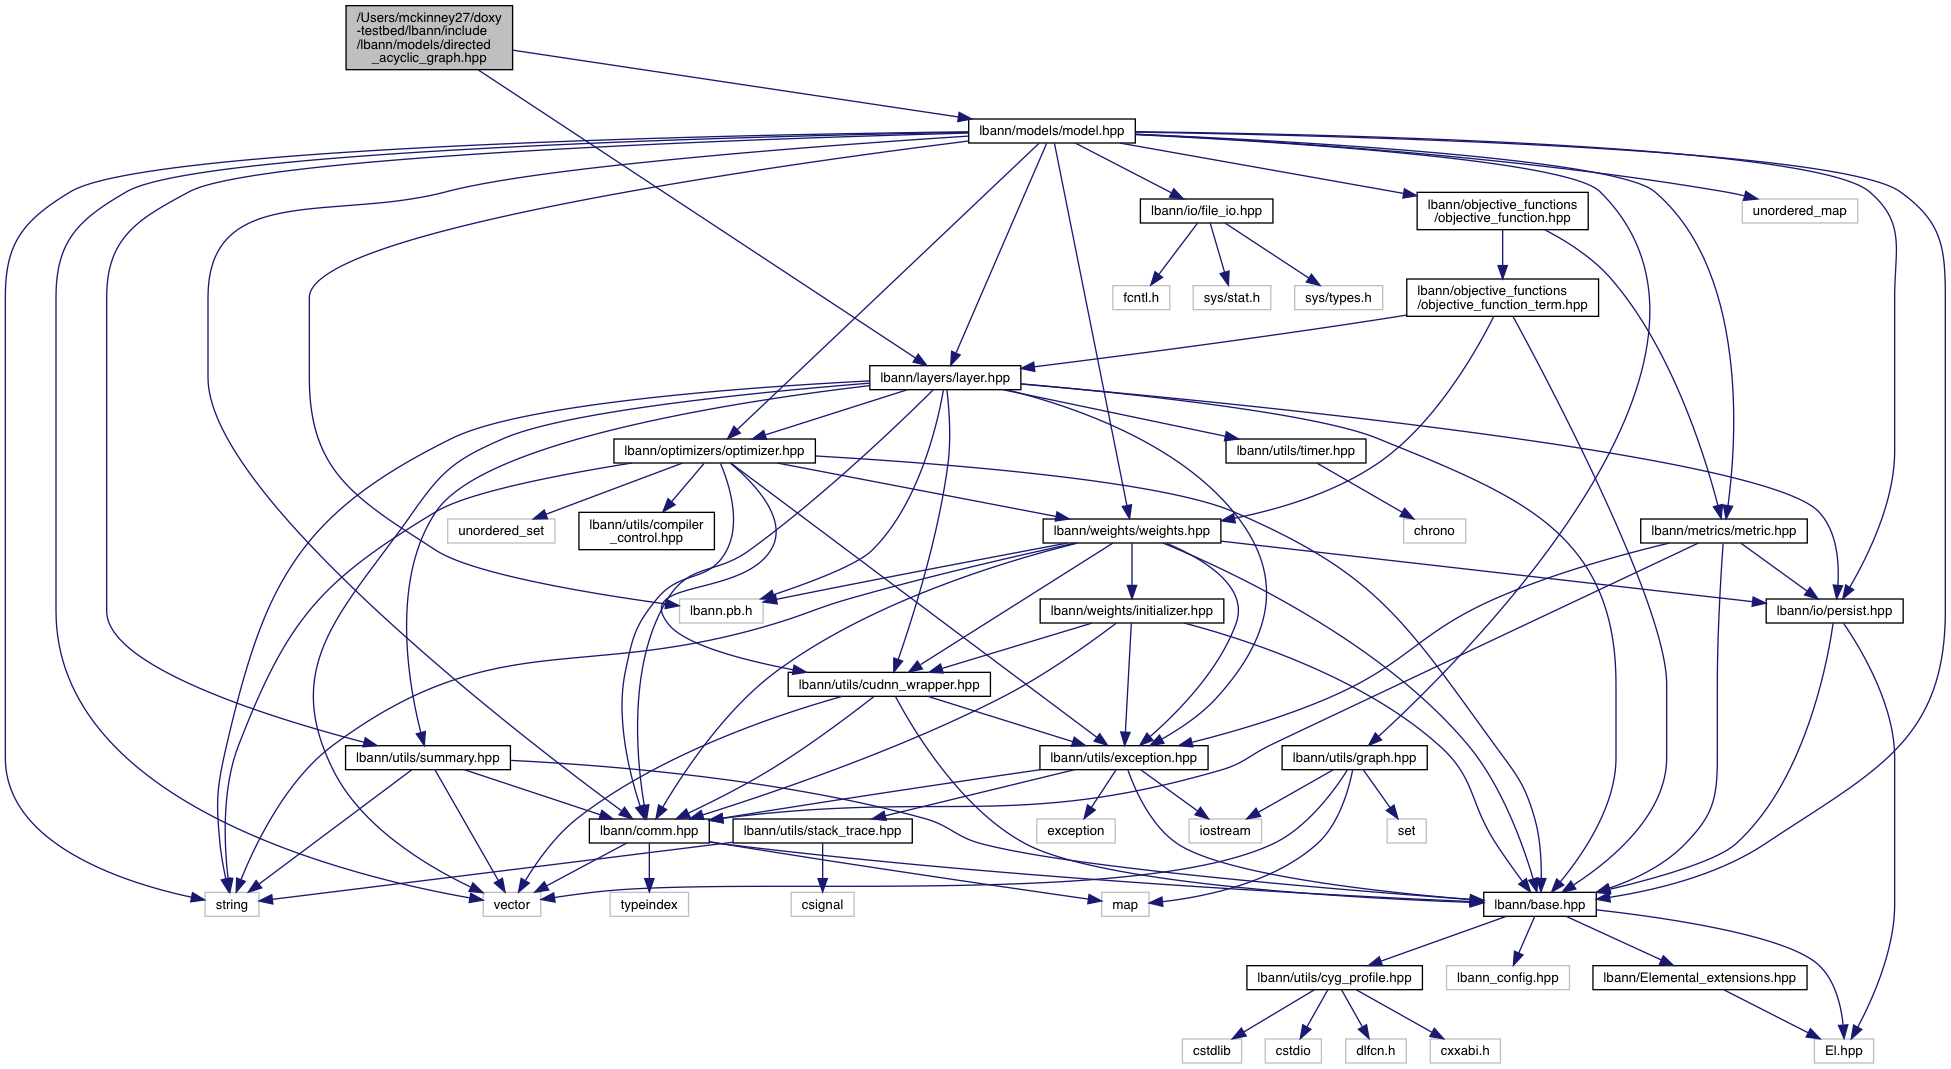 /Users/mckinney27/doxy
-testbed/lbann/include
/lbann/models/directed
_acyclic_graph.hpp
lbann/models/model.hpp
lbann/io/file_io.hpp
lbann/objective_functions
/objective_function.hpp
unordered_map
fcntl.h
sys/stat.h
sys/types.h
lbann/objective_functions
/objective_function_term.hpp
lbann/layers/layer.hpp
lbann/optimizers/optimizer.hpp
lbann/utils/timer.hpp
unordered_set
lbann/utils/compiler
_control.hpp
lbann/weights/weights.hpp
chrono
lbann/metrics/metric.hpp
lbann.pb.h
lbann/weights/initializer.hpp
lbann/io/persist.hpp
lbann/utils/cudnn_wrapper.hpp
lbann/utils/summary.hpp
lbann/utils/exception.hpp
lbann/utils/graph.hpp
lbann/comm.hpp
lbann/utils/stack_trace.hpp
exception
iostream
set
string
vector
typeindex
csignal
map
lbann/base.hpp
lbann/utils/cyg_profile.hpp
lbann_config.hpp
lbann/Elemental_extensions.hpp
cstdlib
cstdio
dlfcn.h
cxxabi.h
El.hpp